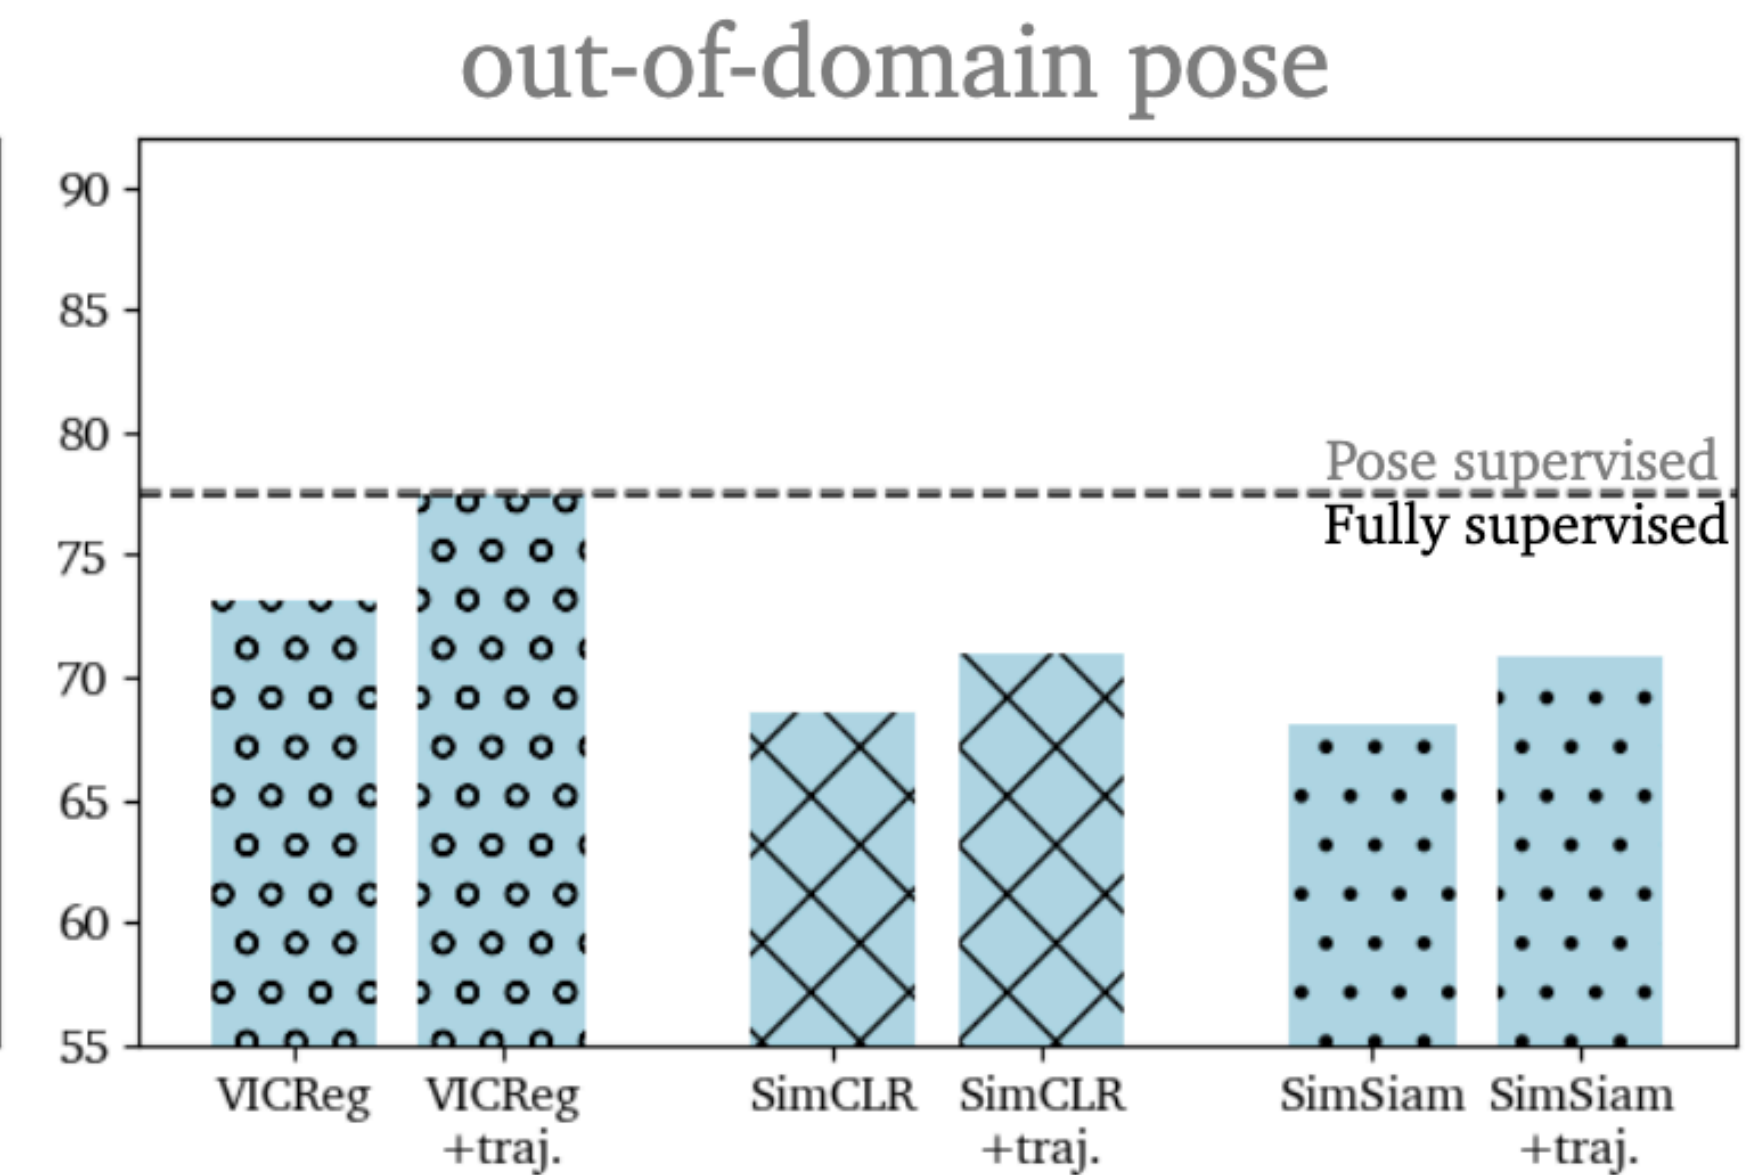 out-of-domain pose
90
85
80
75
70
65
60
55
Pose supervised
Fully supervised
VICReg
VICReg
+traj.
SimCLR
SimCLR
+traj.
SimSiam
SimSiam
+traj.